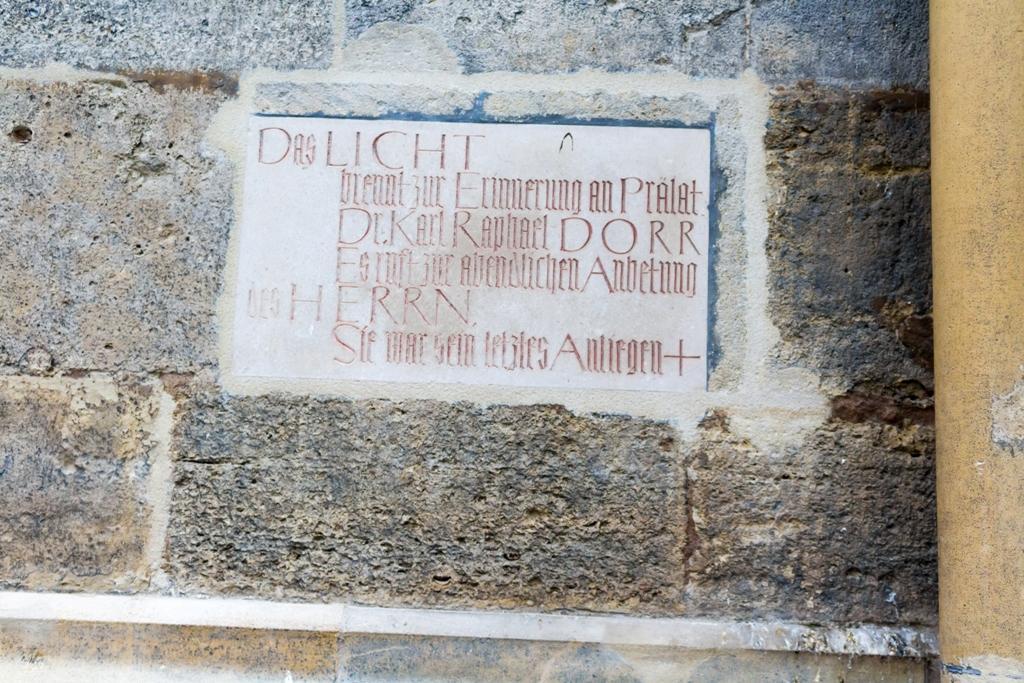 Das LICHT
brennt zur Erinnerung an Prälat
Dr. Karl Raphael DORR
Es ruft zur abendlichen Anbetung
des HERRN.
Sie war sein letztes Anliegen +